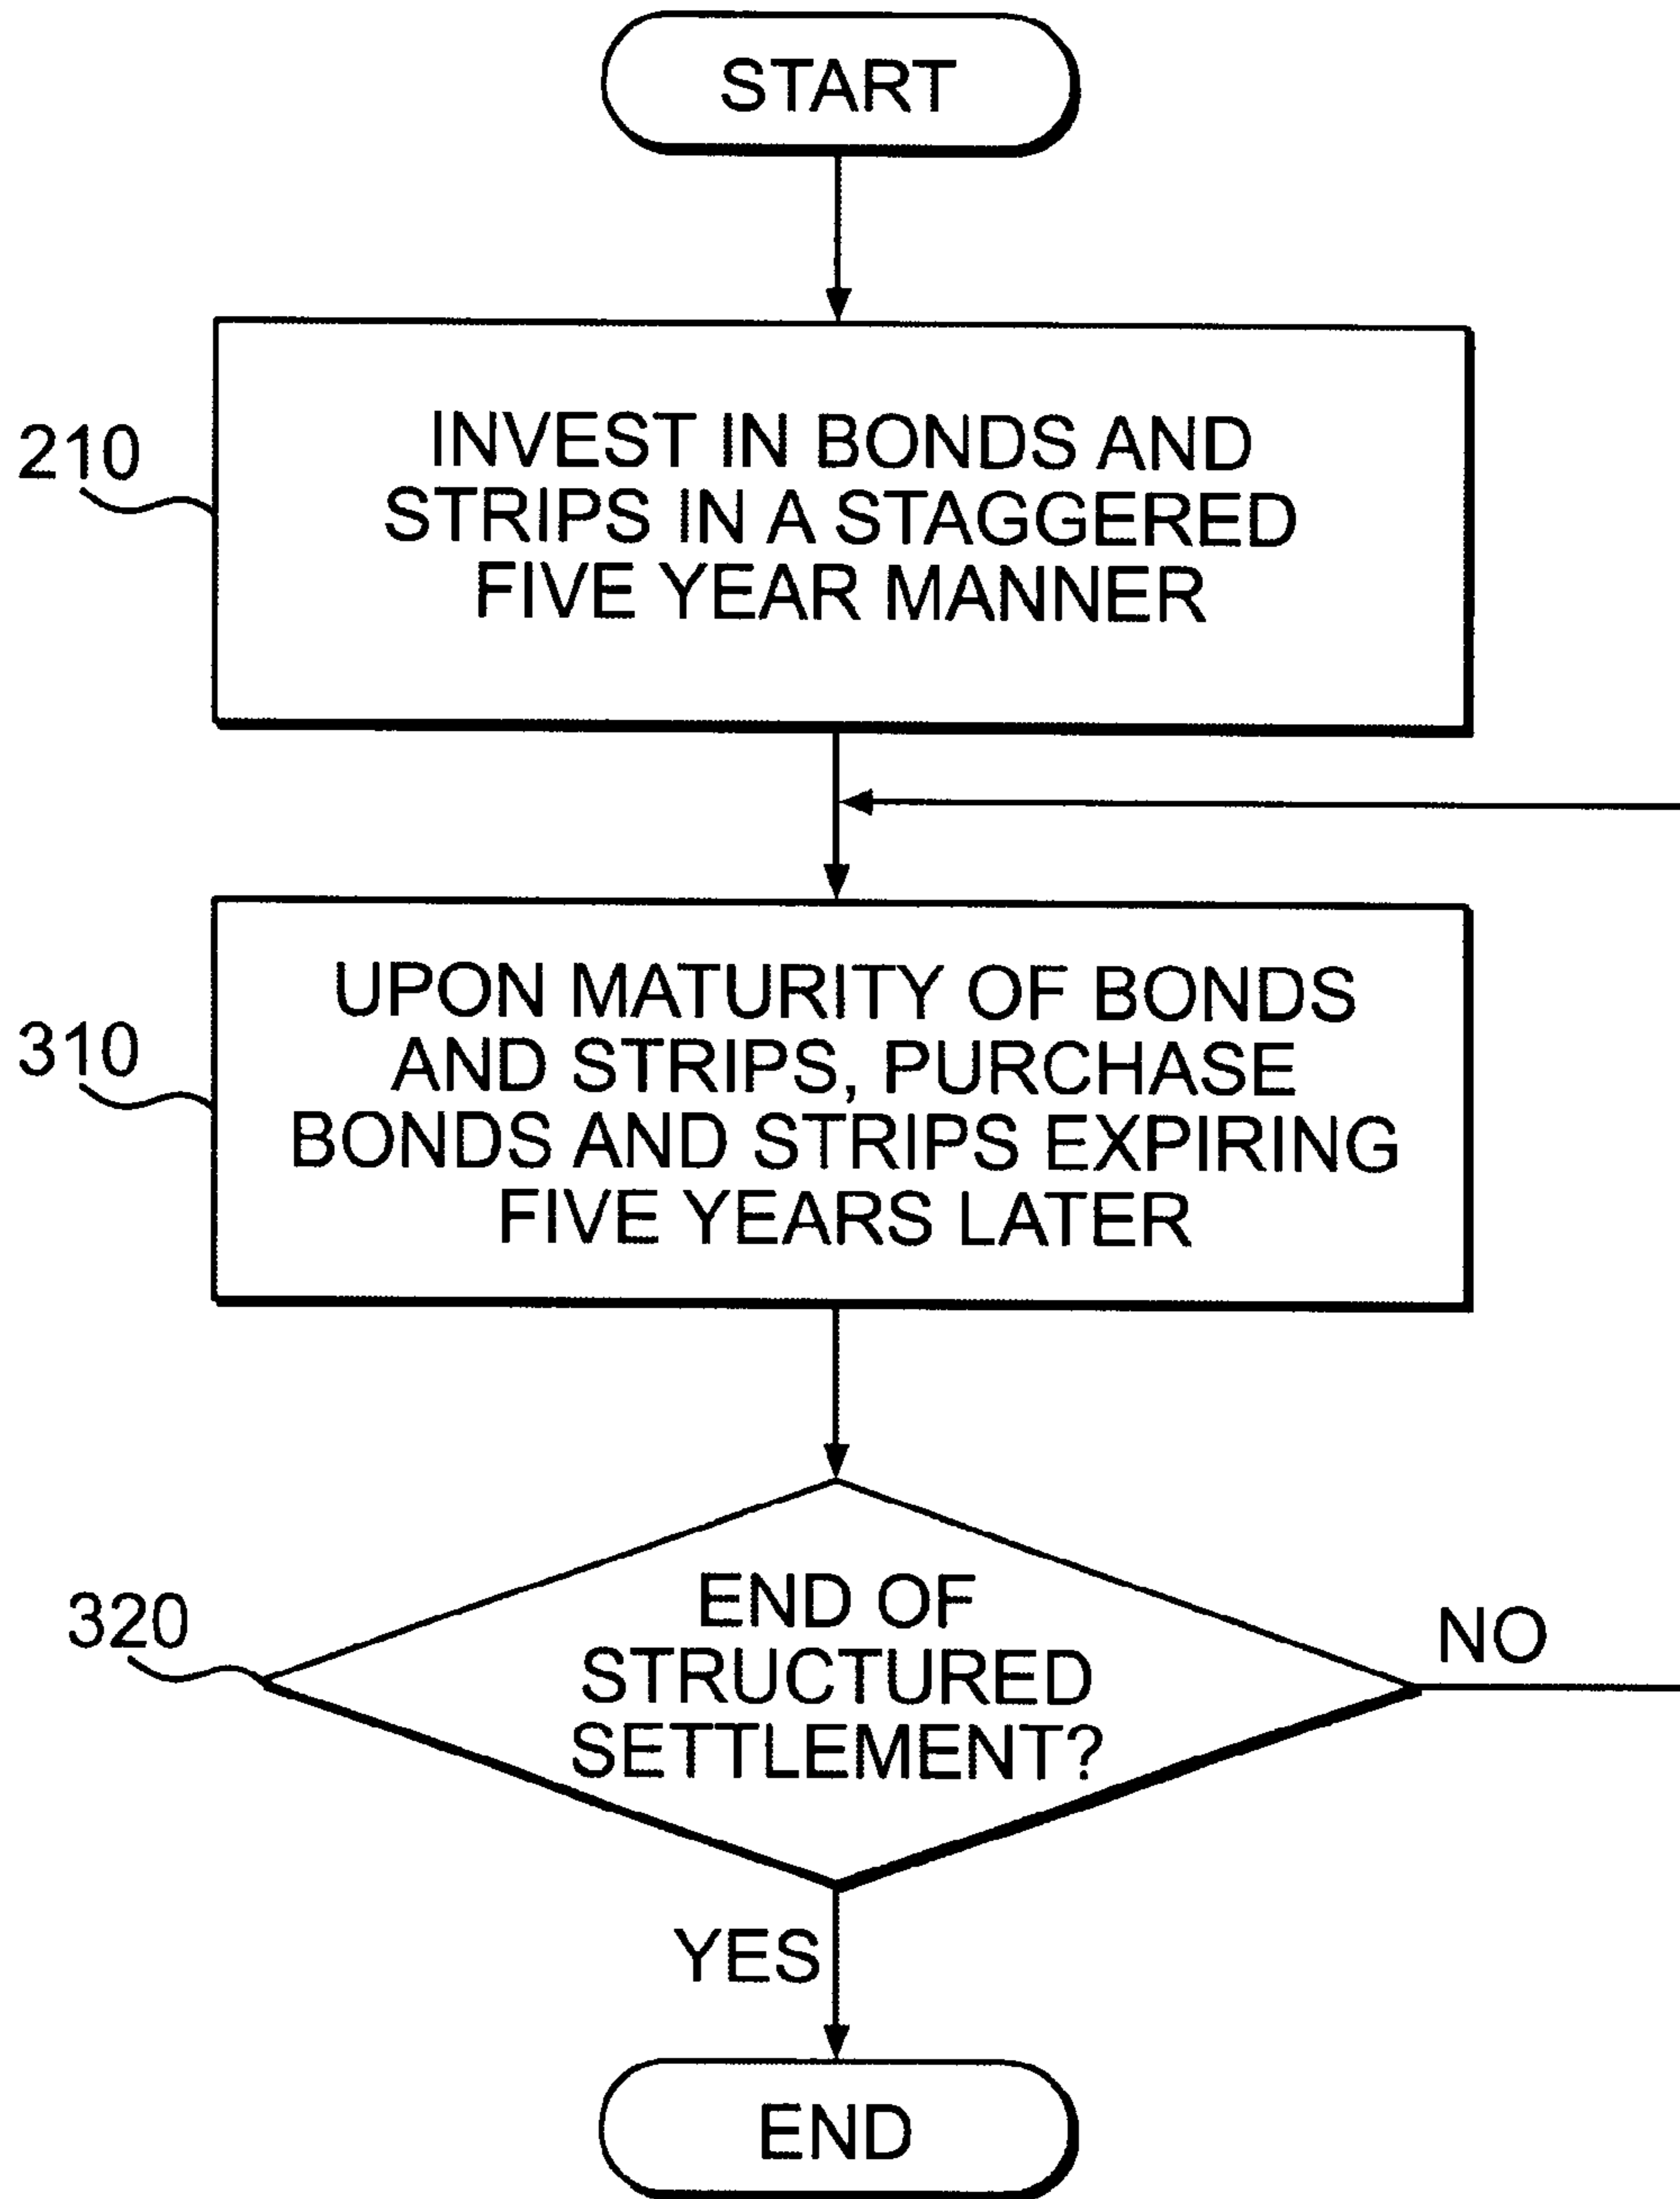 START
210
INVEST IN BONDS AND
STRIPS IN A STAGGERED
FIVE YEAR MANNER
310
UPON MATURITY OF BONDS
AND STRIPS, PURCHASE
BONDS AND STRIPS EXPIRING
FIVE YEARS LATER
320
END OF
STRUCTURED
SETTLEMENT?
NO
YES
END